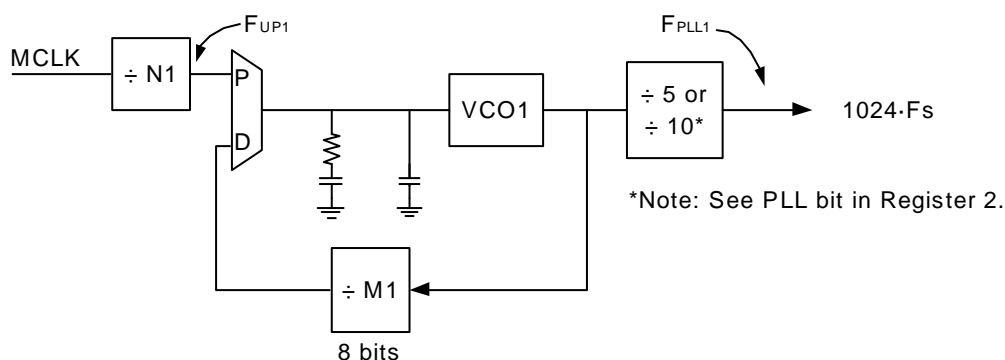 FUP1
FPLL1
MCLK
÷ N1
P
D
VCO1
÷ 5 or
÷ 10*
1024·Fs
*Note: See PLL bit in Register 2.
÷ M1
8 bits